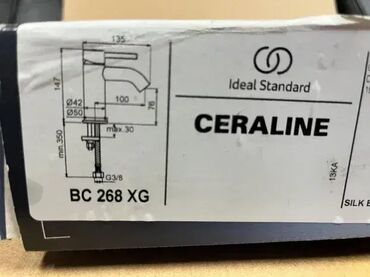 135
147
Ø42
Ø50
100
76
max.30
min.350
G3/8
BC 268 XG
Ideal Standard
CERALINE
13KA
SILK